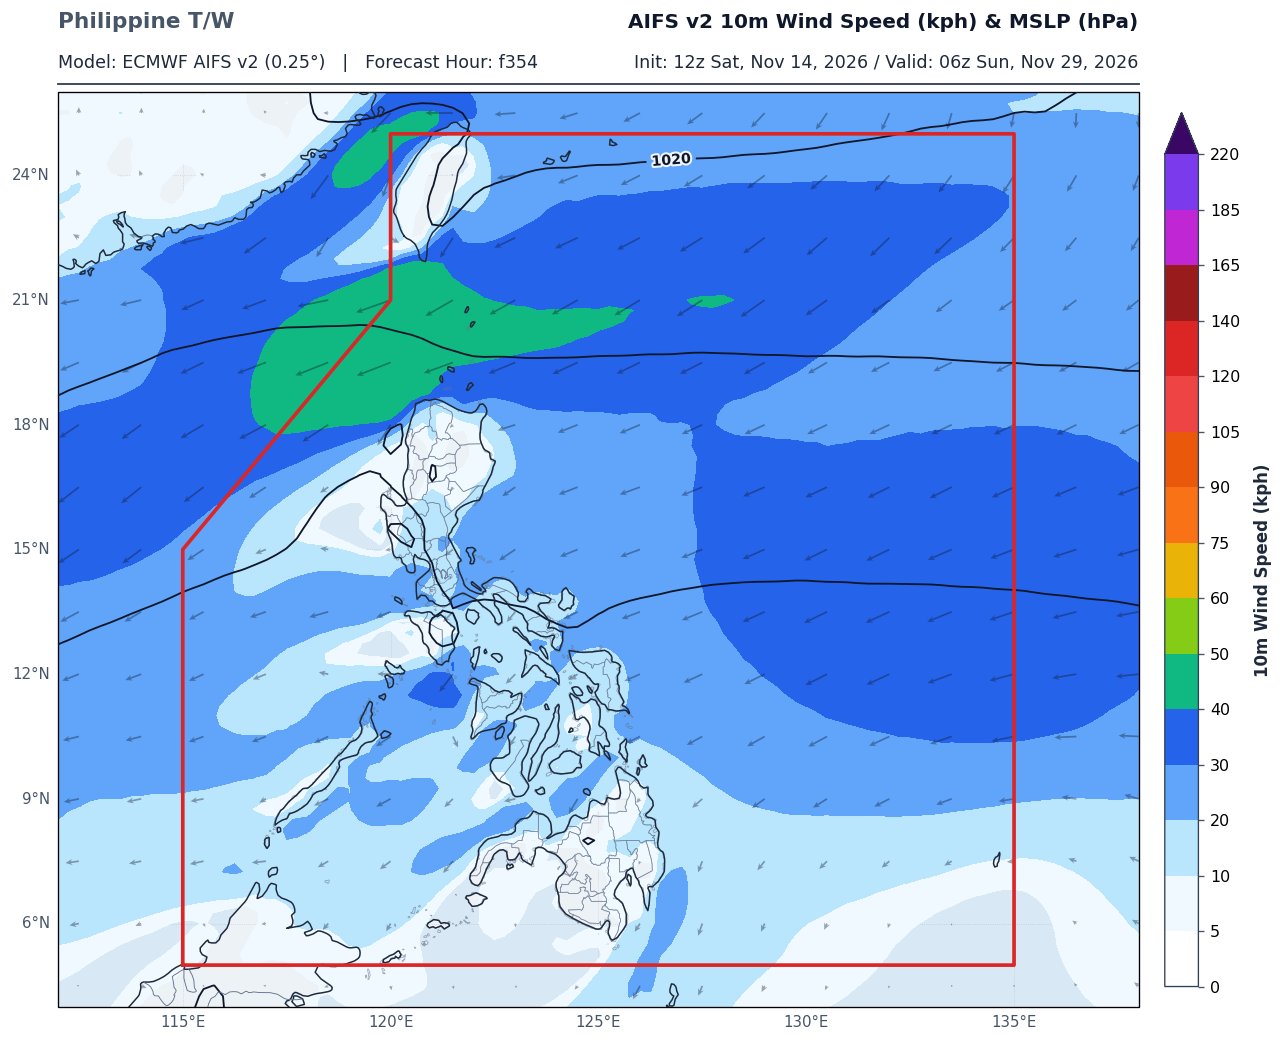 Philippine T/W
AIFS v2 10m Wind Speed (kph) & MSLP (hPa)
Model: ECMWF AIFS v2 (0.25°) | Forecast Hour: f354
Init: 12z Sat, Nov 14, 2026 / Valid: 06z Sun, Nov 29, 2026
1020
24°N
21°N
18°N
15°N
12°N
9°N
6°N
115°E
120°E
125°E
130°E
135°E
220
185
165
140
120
105
90
75
60
50
40
30
20
10
5
0
10m Wind Speed (kph)